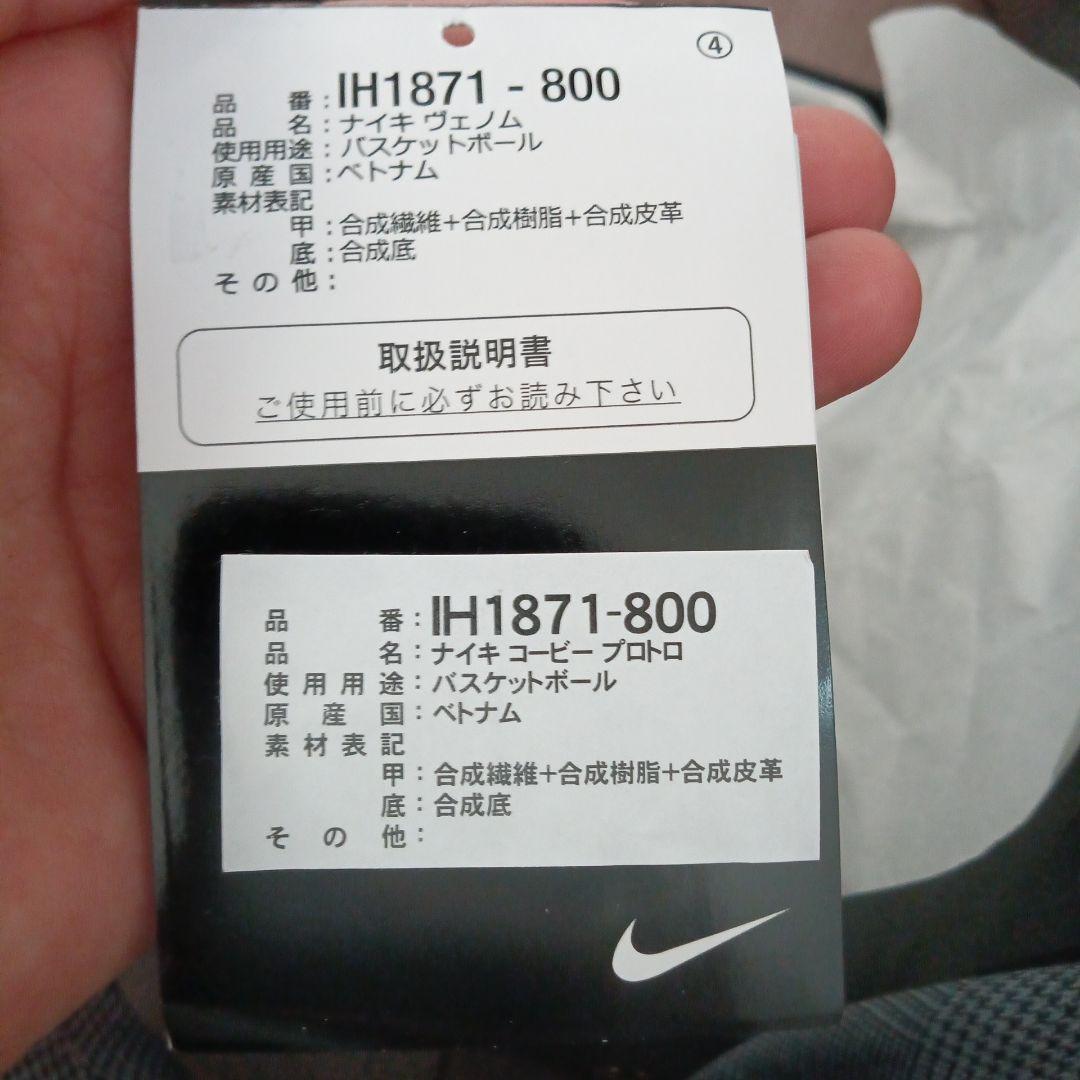 ④
品番:IH1871 - 800
品名:ナイキ ヴェノム
使用用途:バスケットボール
原産国:ベトナム
素材表記
甲:合成繊維+合成樹脂+合成皮革
底:合成底
その他:
取扱説明書
ご使用前に必ずお読み下さい
品番:IH1871-800
品名:ナイキ コービー プロトロ
使用用途:バスケットボール
原産国:ベトナム
素材表記
甲:合成繊維+合成樹脂+合成皮革
底:合成底
その他: